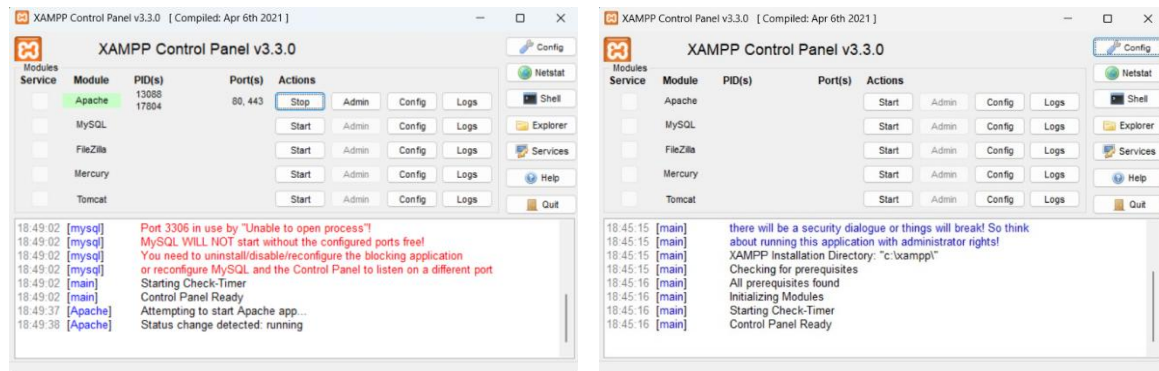 XAMPP Control Panel v3.3.0 [ Compiled: Apr 6th 2021 ]
XAMPP Control Panel v3.3.0
Config
Modules
Service Module PID(s) Port(s) Actions
Netstat
Apache 13088 17804 80, 443 Stop Admin Config Logs
Shell
MySQL Start Admin Config Logs
Explorer
FileZilla Start Admin Config Logs
Services
Mercury Start Admin Config Logs
Help
Tomcat Start Admin Config Logs
Quit
18:49:02 [mysql] Port 3306 in use by "Unable to open process"!
18:49:02 [mysql] MySQL WILL NOT start without the configured ports free!
18:49:02 [mysql] You need to uninstall/disable/reconfigure the blocking application
18:49:02 [mysql] or reconfigure MySQL and the Control Panel to listen on a different port
18:49:02 [main] Starting Check-Timer
18:49:02 [main] Control Panel Ready
18:49:37 [Apache] Attempting to start Apache app...
18:49:38 [Apache] Status change detected: running
XAMPP Control Panel v3.3.0 [ Compiled: Apr 6th 2021 ]
XAMPP Control Panel v3.3.0
Config
Modules
Service Module PID(s) Port(s) Actions
Netstat
Apache Start Admin Config Logs
Shell
MySQL Start Admin Config Logs
Explorer
FileZilla Start Admin Config Logs
Services
Mercury Start Admin Config Logs
Help
Tomcat Start Admin Config Logs
Quit
18:45:15 [main] there will be a security dialogue or things will break! So think
18:45:15 [main] about running this application with administrator rights!
18:45:15 [main] XAMPP Installation Directory: "c:\xampp\"
18:45:15 [main] Checking for prerequisites
18:45:16 [main] All prerequisites found
18:45:16 [main] Initializing Modules
18:45:16 [main] Starting Check-Timer
18:45:16 [main] Control Panel Ready